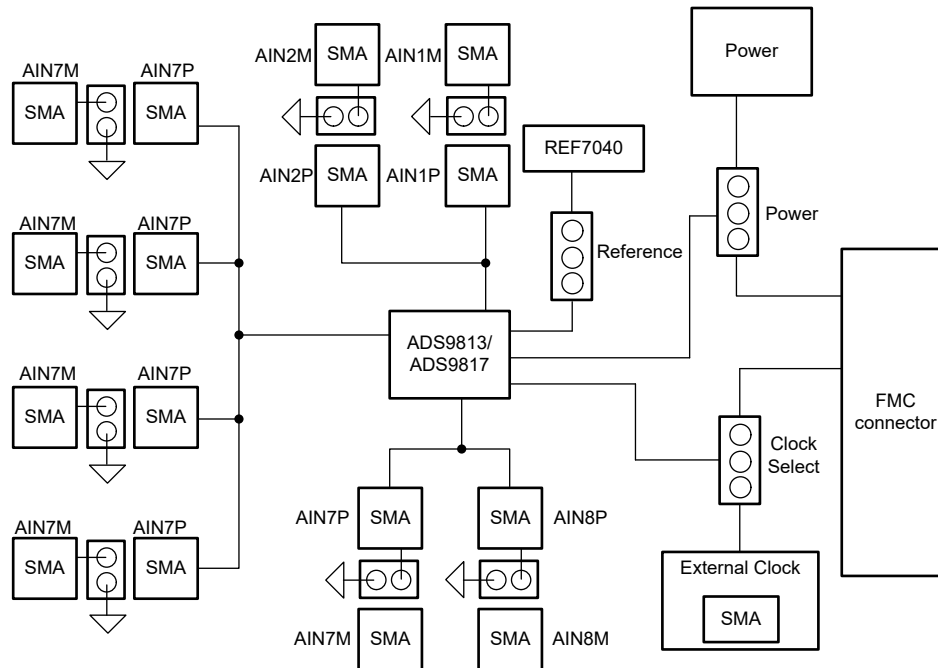 AIN2M
SMA
AIN1M
SMA
Power
AIN7M
AIN7P
SMA
SMA
REF7040
AIN2P
SMA
AIN1P
SMA
Power
AIN7M
AIN7P
SMA
SMA
Reference
ADS9813/
ADS9817
AIN7M
AIN7P
SMA
SMA
FMC
connector
Clock
Select
AIN7P
SMA
SMA
AIN8P
AIN7M
AIN7P
SMA
SMA
External Clock
SMA
AIN7M
SMA
SMA
AIN8M